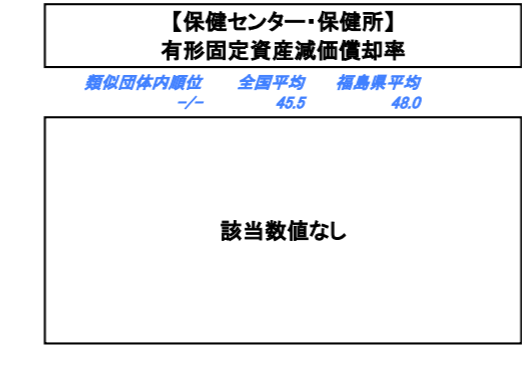 【保健センター・保健所】
有形固定資産減価償却率
類似団体内順位 全国平均 福島県平均
-/- 45.5 48.0
該当数値なし